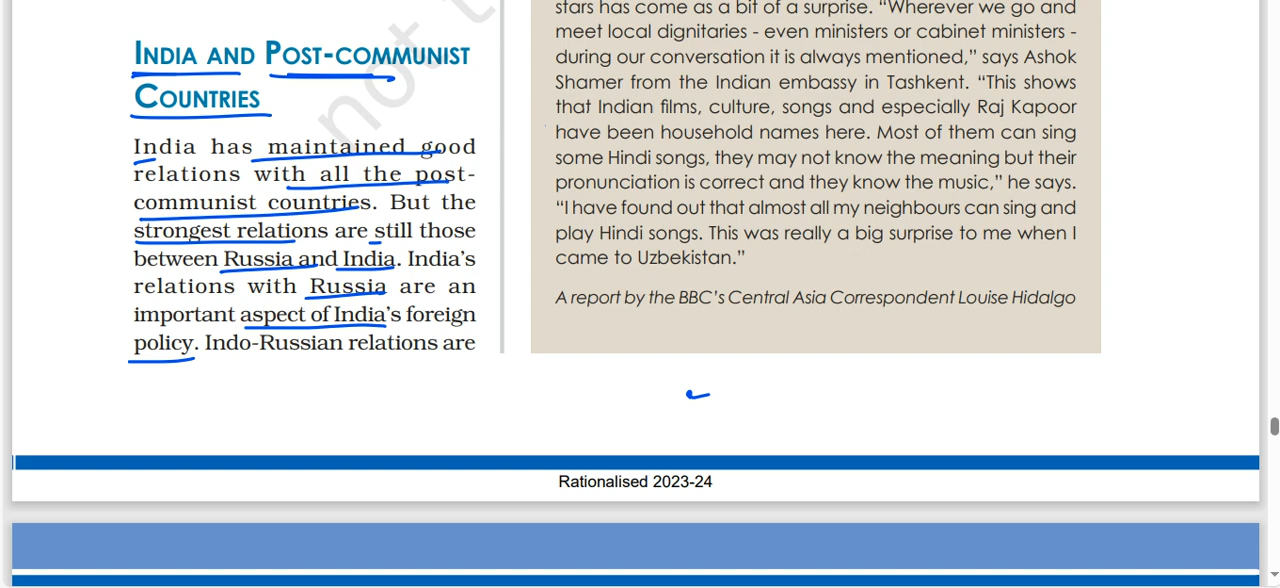 INDIA AND POST-COMMUNIST
COUNTRIES
India has maintained good
relations with all the post-
communist countries. But the
strongest relations are still those
between Russia and India. India's
relations with Russia are an
important aspect of India's foreign
policy. Indo-Russian relations are
stars has come as a bit of a surprise. “Wherever we go and
meet local dignitaries - even ministers or cabinet ministers -
during our conversation it is always mentioned,” says Ashok
Shamer from the Indian embassy in Tashkent. “This shows
that Indian films, culture, songs and especially Raj Kapoor
have been household names here. Most of them can sing
some Hindi songs, they may not know the meaning but their
pronunciation is correct and they know the music,” he says.
“I have found out that almost all my neighbours can sing and
play Hindi songs. This was really a big surprise to me when I
came to Uzbekistan.”
A report by the BBC's Central Asia Correspondent Louise Hidalgo
not t
Rationalised 2023-24